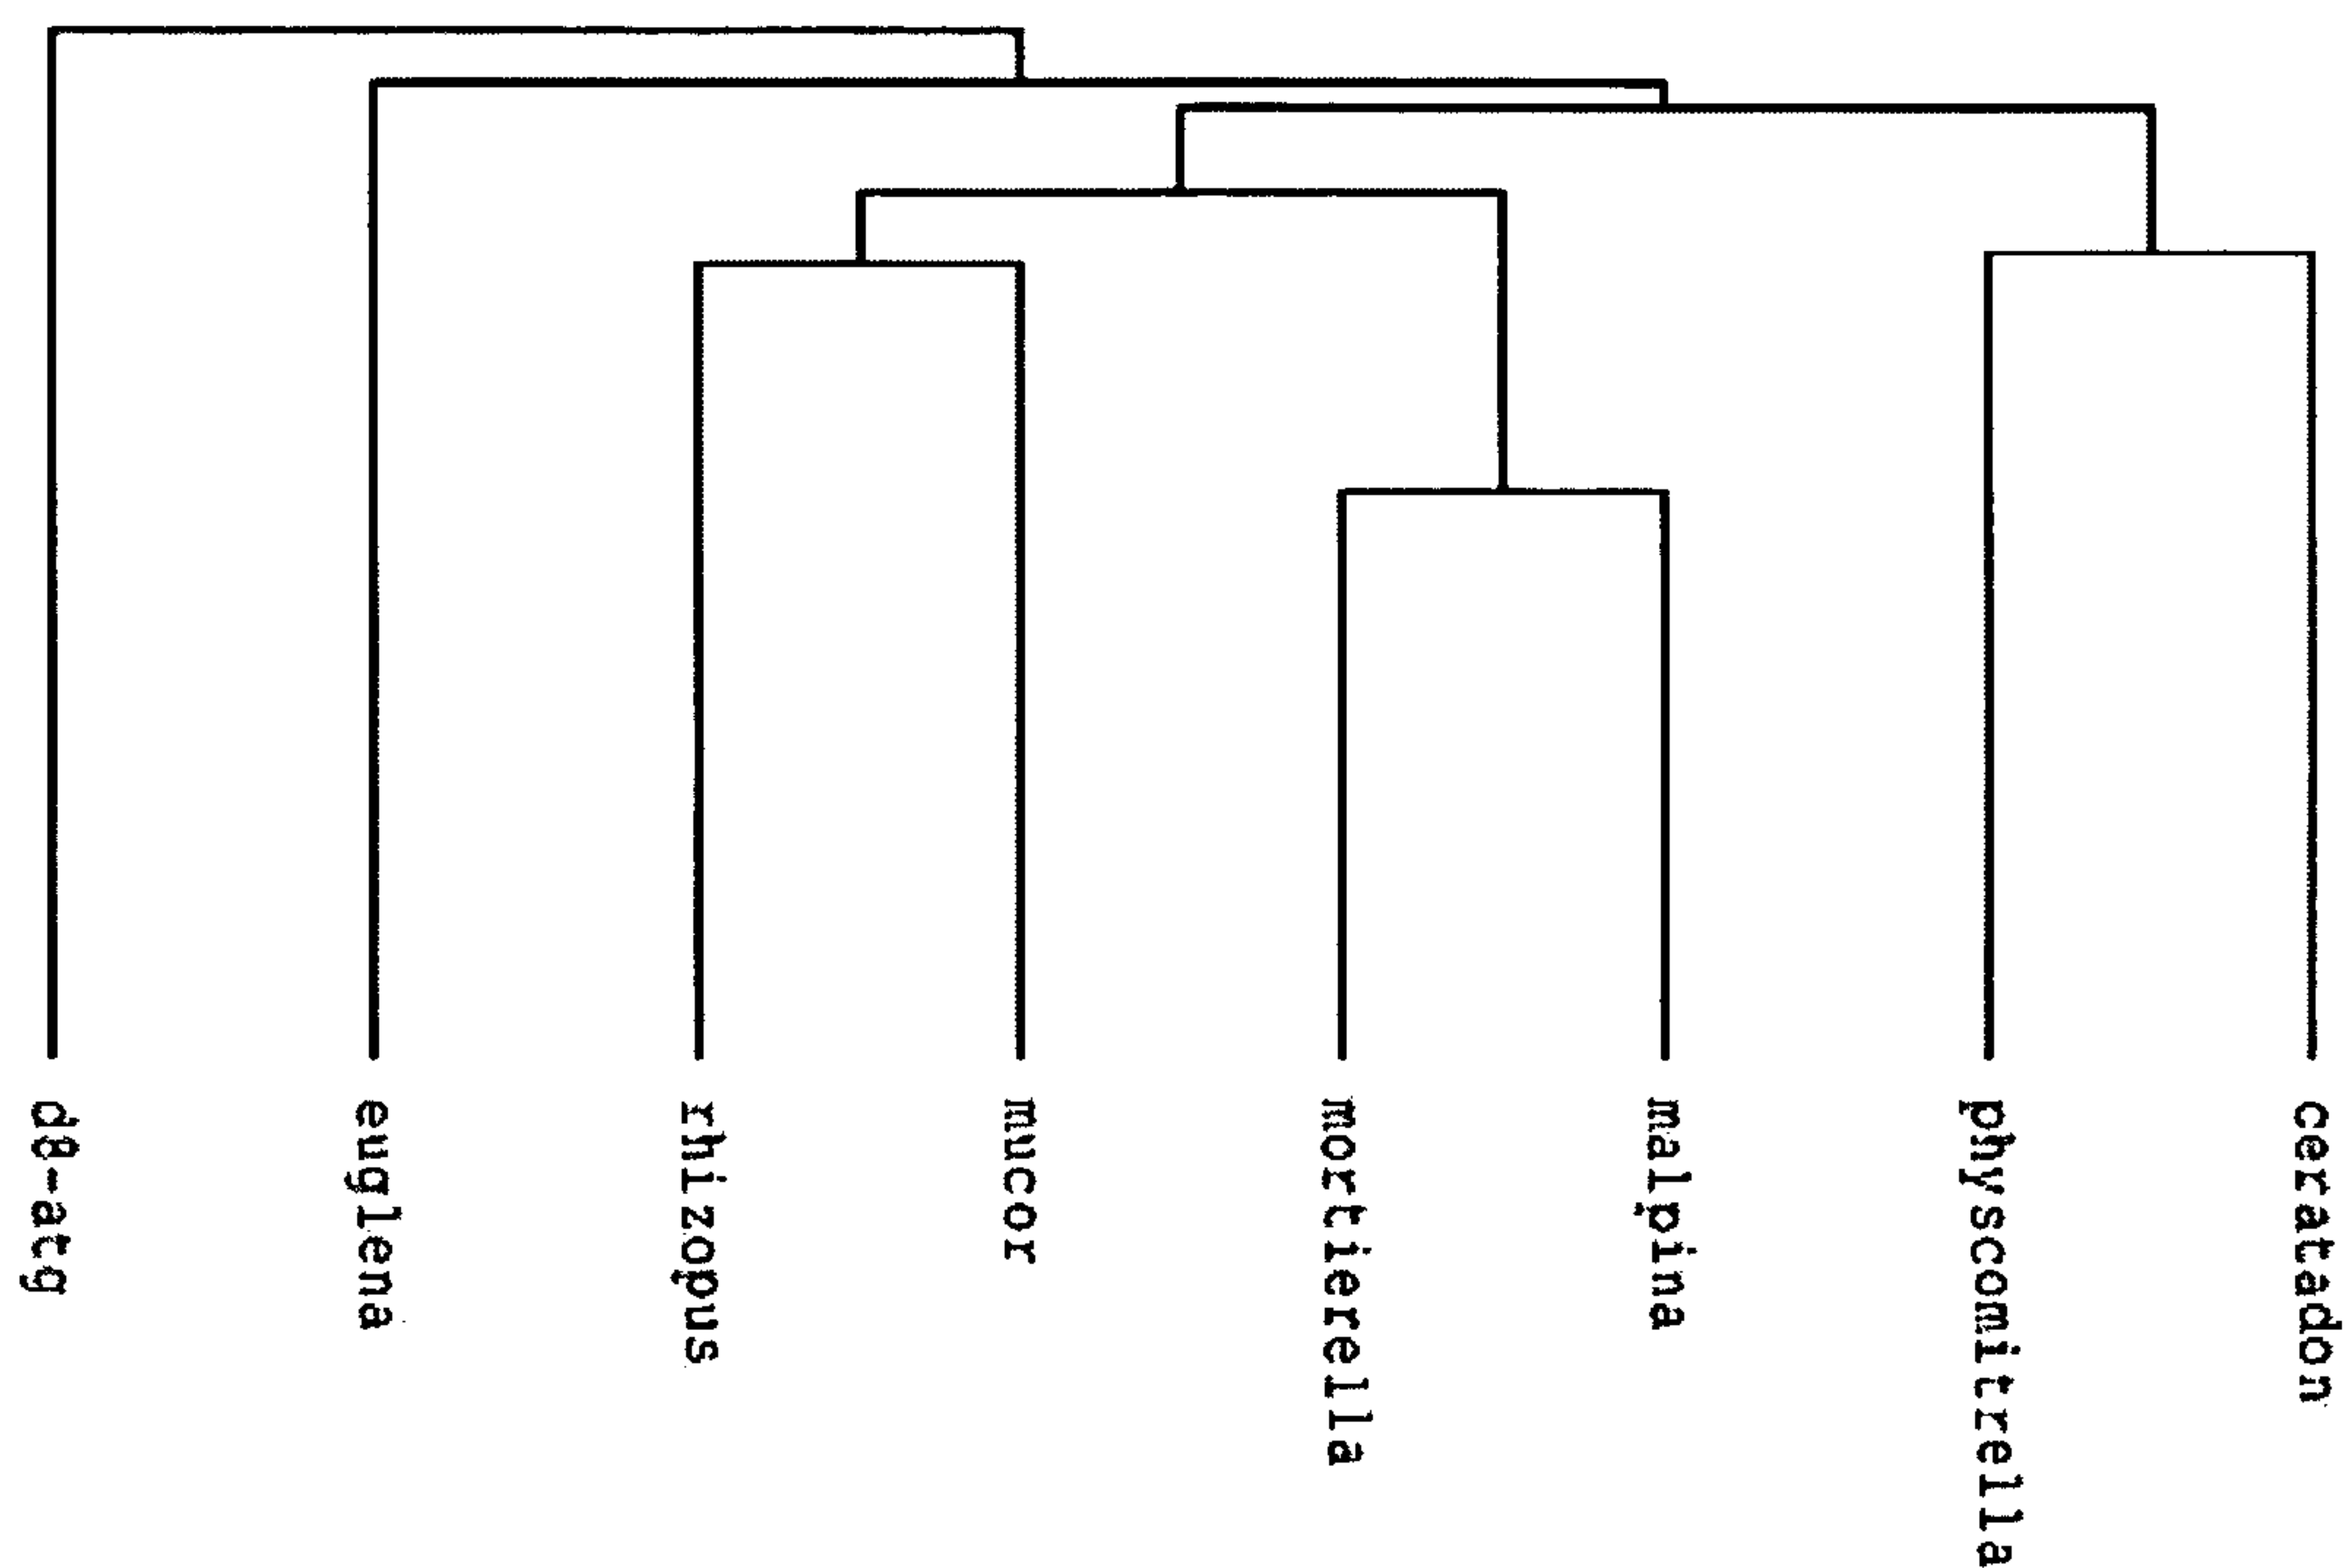 d8-atg
euglena
rhizopus
mucor
mortierella
malpina
physcomitrella
ceratadon